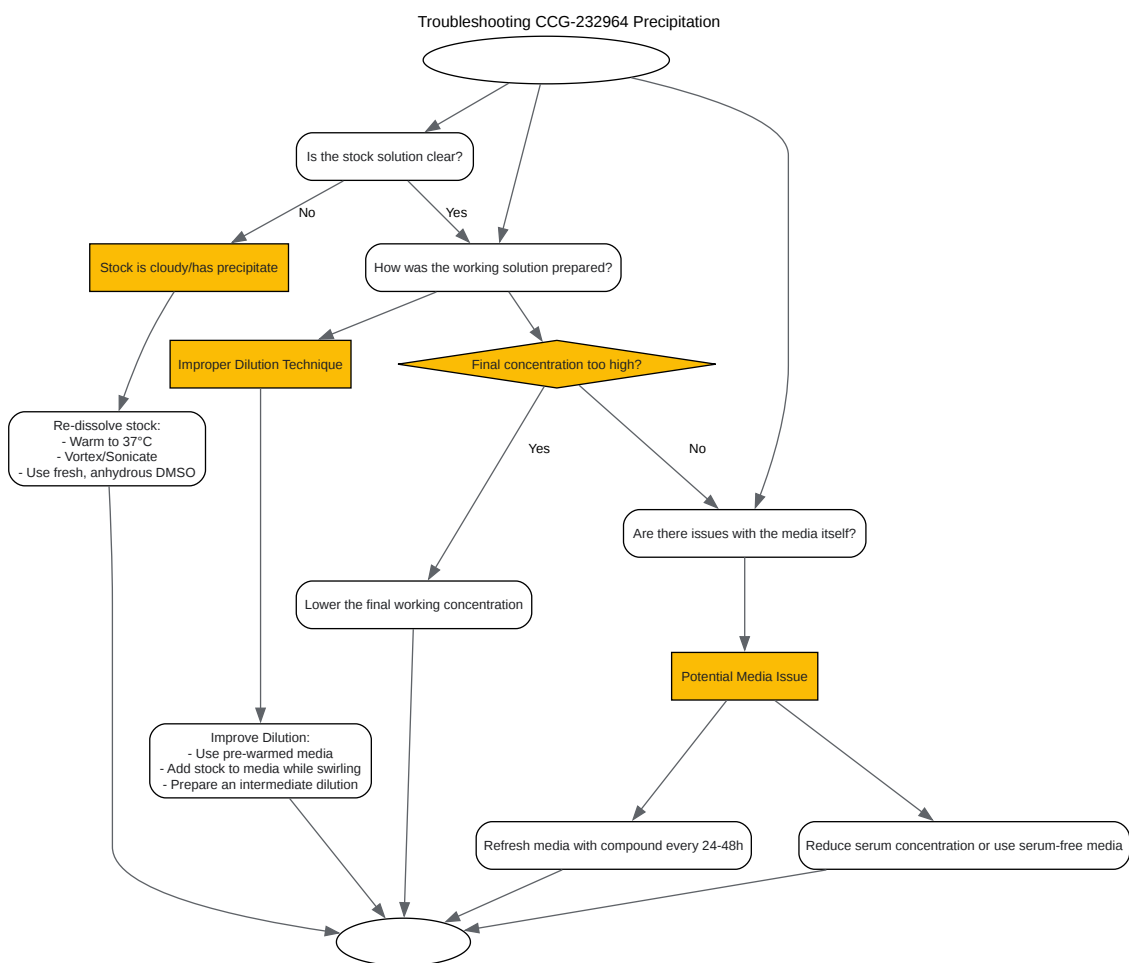 Troubleshooting CCG-232964 Precipitation
Is the stock solution clear?
No
Yes
Stock is cloudy/has precipitate
How was the working solution prepared?
Improper Dilution Technique
Final concentration too high?
Re-dissolve stock:
- Warm to 37°C
- Vortex/Sonicate
- Use fresh, anhydrous DMSO
Yes
No
Are there issues with the media itself?
Lower the final working concentration
Potential Media Issue
Improve Dilution:
- Use pre-warmed media
- Add stock to media while swirling
- Prepare an intermediate dilution
Refresh media with compound every 24-48h
Reduce serum concentration or use serum-free media